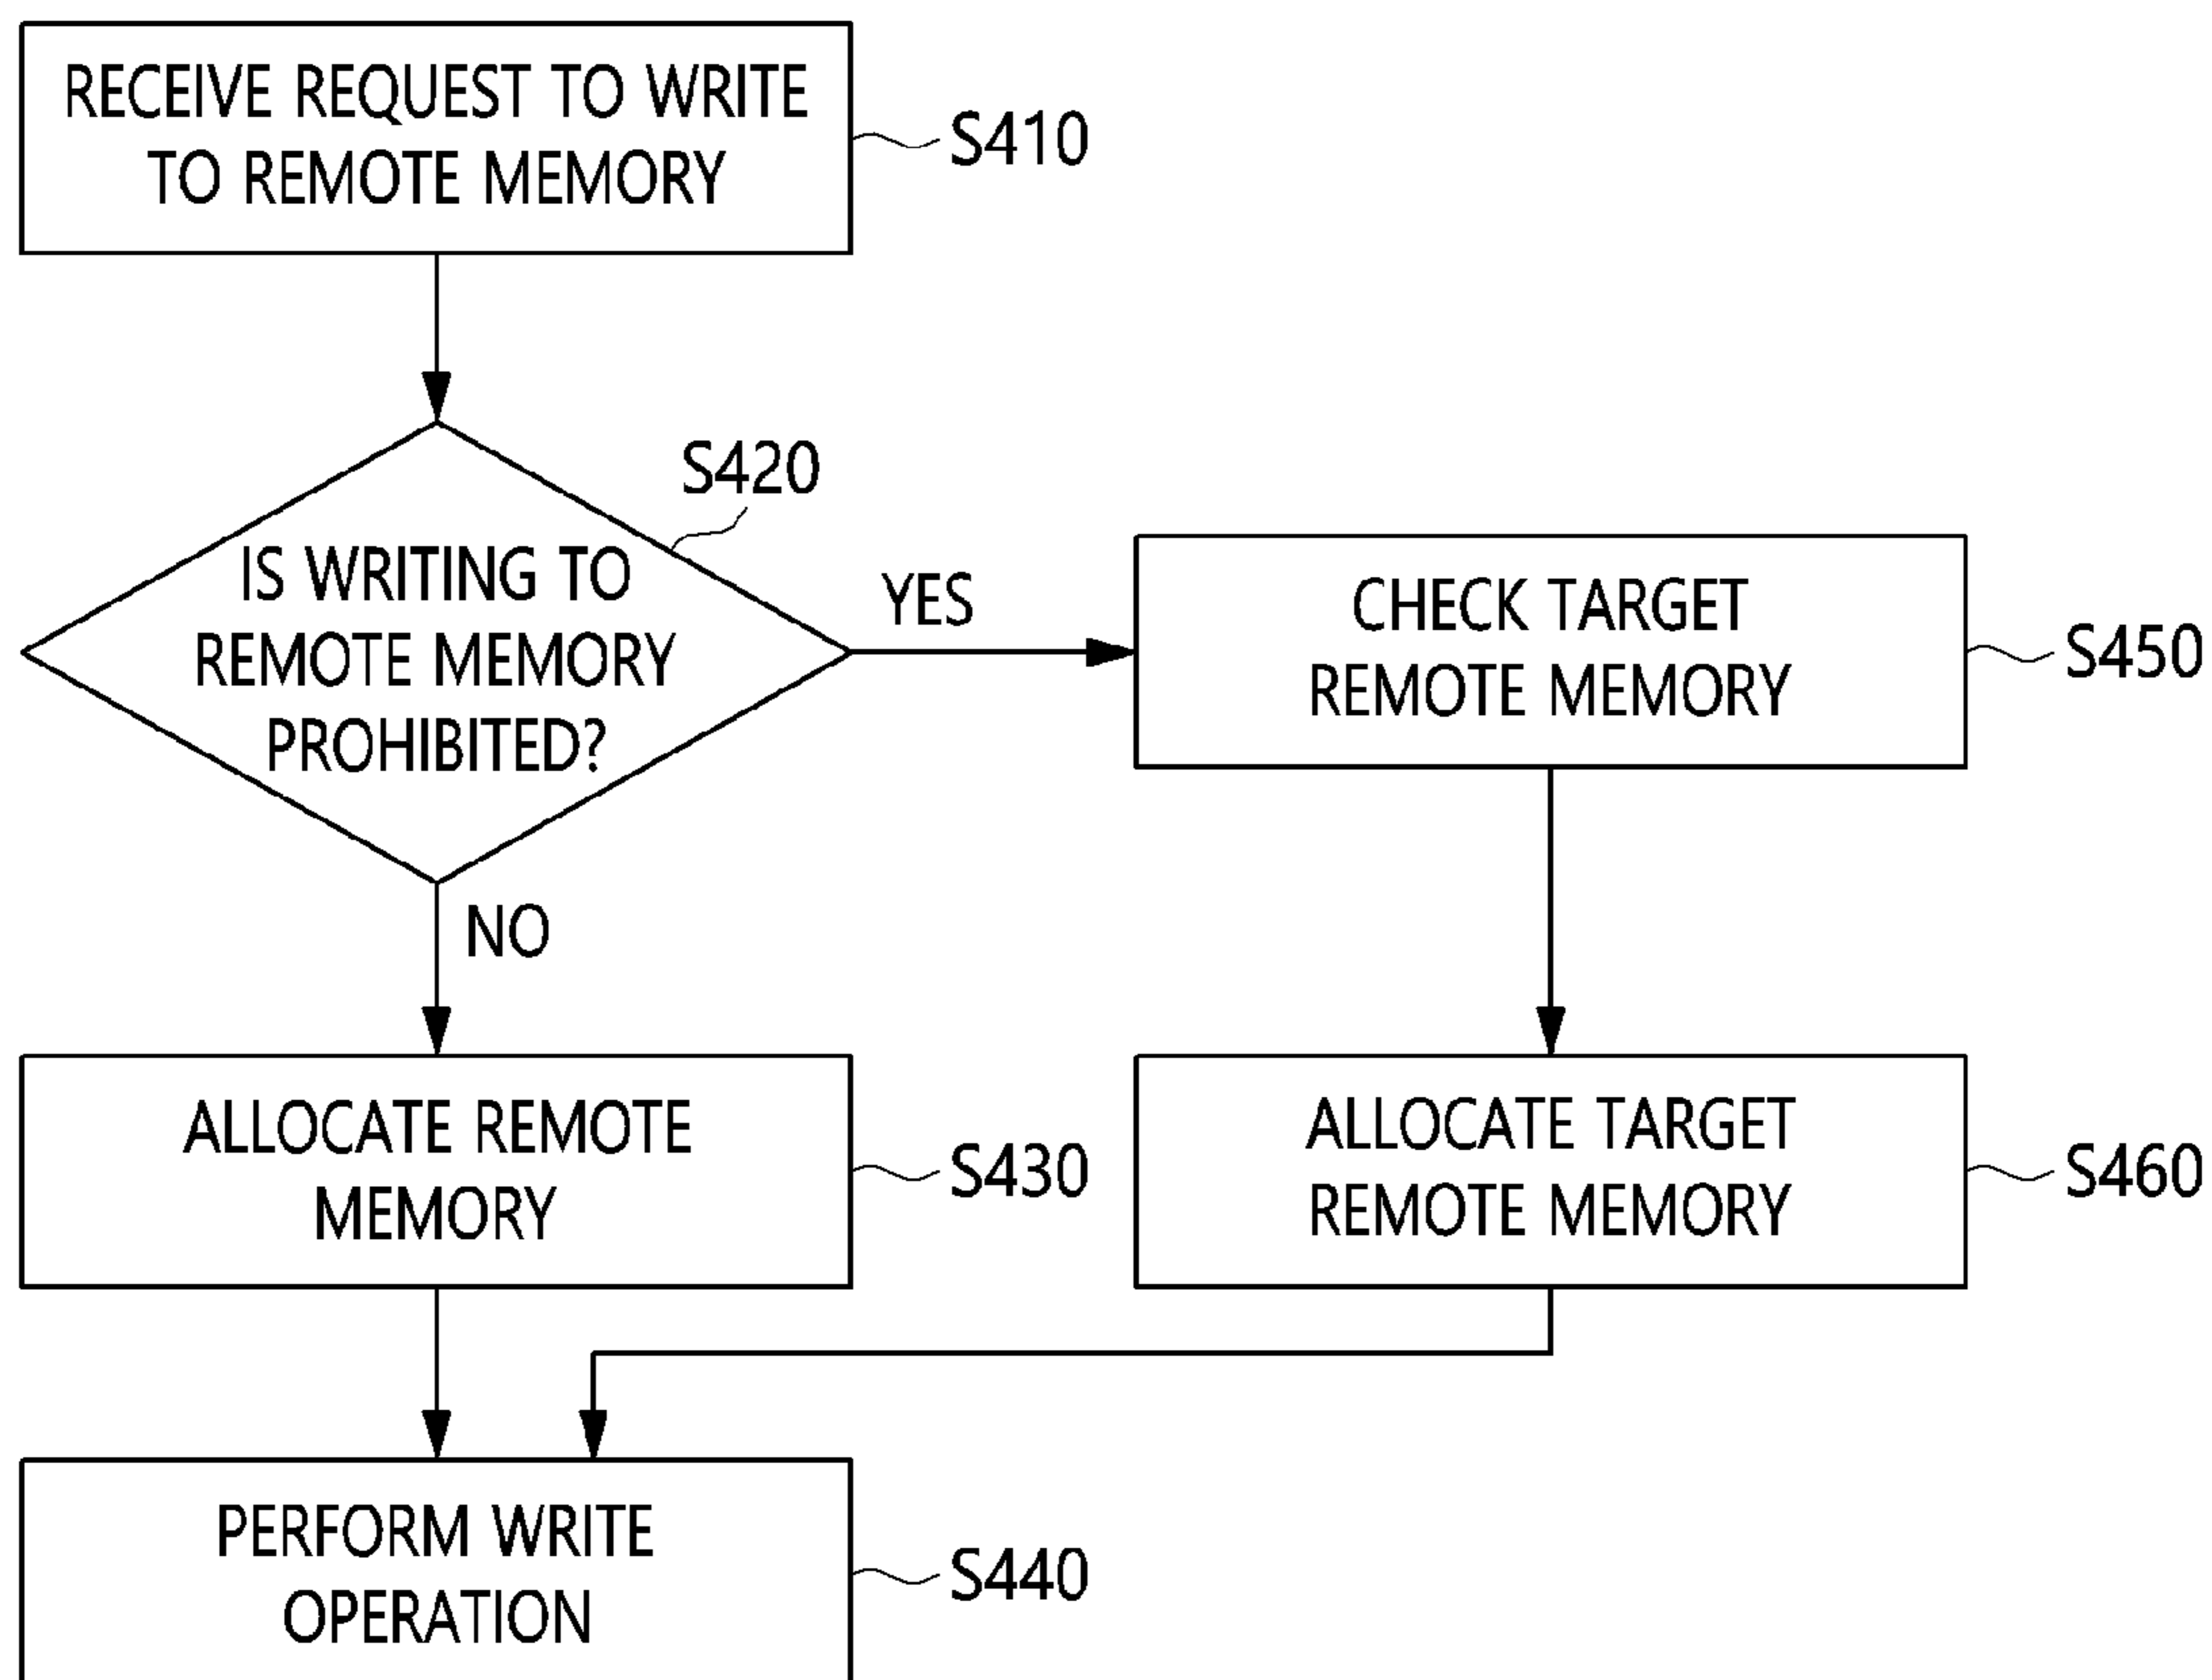 RECEIVE REQUEST TO WRITE
TO REMOTE MEMORY
S410
S420
IS WRITING TO
REMOTE MEMORY
PROHIBITED?
YES
CHECK TARGET
REMOTE MEMORY
S450
NO
ALLOCATE REMOTE
MEMORY
S430
ALLOCATE TARGET
REMOTE MEMORY
S460
PERFORM WRITE
OPERATION
S440